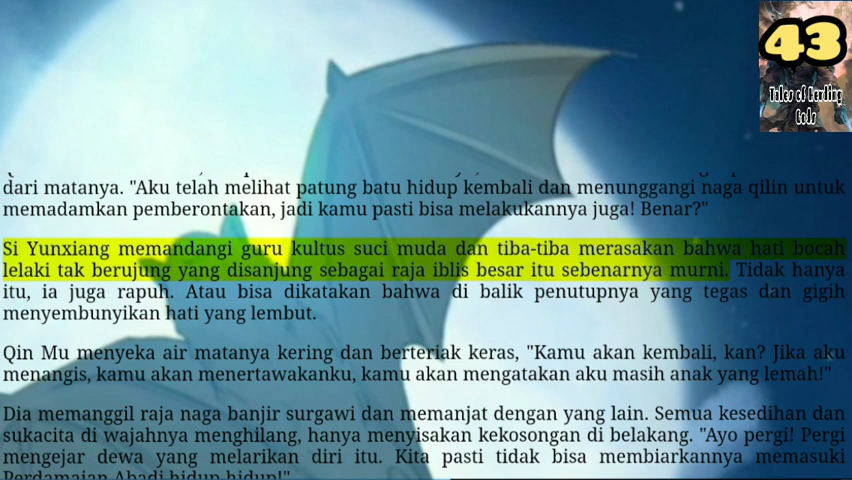 43
Tales of Herding
Gods
dari matanya. "Aku telah melihat patung batu hidup kembali dan menunggangi naga qilin untuk
memadamkan pemberontakan, jadi kamu pasti bisa melakukannya juga! Benar?"
Si Yunxiang memandangi guru kultus suci muda dan tiba-tiba merasakan bahwa hati bocah
lelaki tak berujung yang disanjung sebagai raja iblis besar itu sebenarnya murni. Tidak hanya
itu, ia juga rapuh. Atau bisa dikatakan bahwa di balik penutupnya yang tegas dan gigih
menyembunyikan hati yang lembut.
Qin Mu menyeka air matanya kering dan berteriak keras, "Kamu akan kembali, kan? Jika aku
menangis, kamu akan menertawakanku, kamu akan mengatakan aku masih anak yang lemah!"
Dia memanggil raja naga banjir surgawi dan memanjat dengan yang lain. Semua kesedihan dan
sukacita di wajahnya menghilang, hanya menyisakan kekosongan di belakang. "Ayo pergi! Pergi
mengejar dewa yang melarikan diri itu. Kita pasti tidak bisa membiarkannya memasuki
Perdamaian Abadi hidup-hidup!"